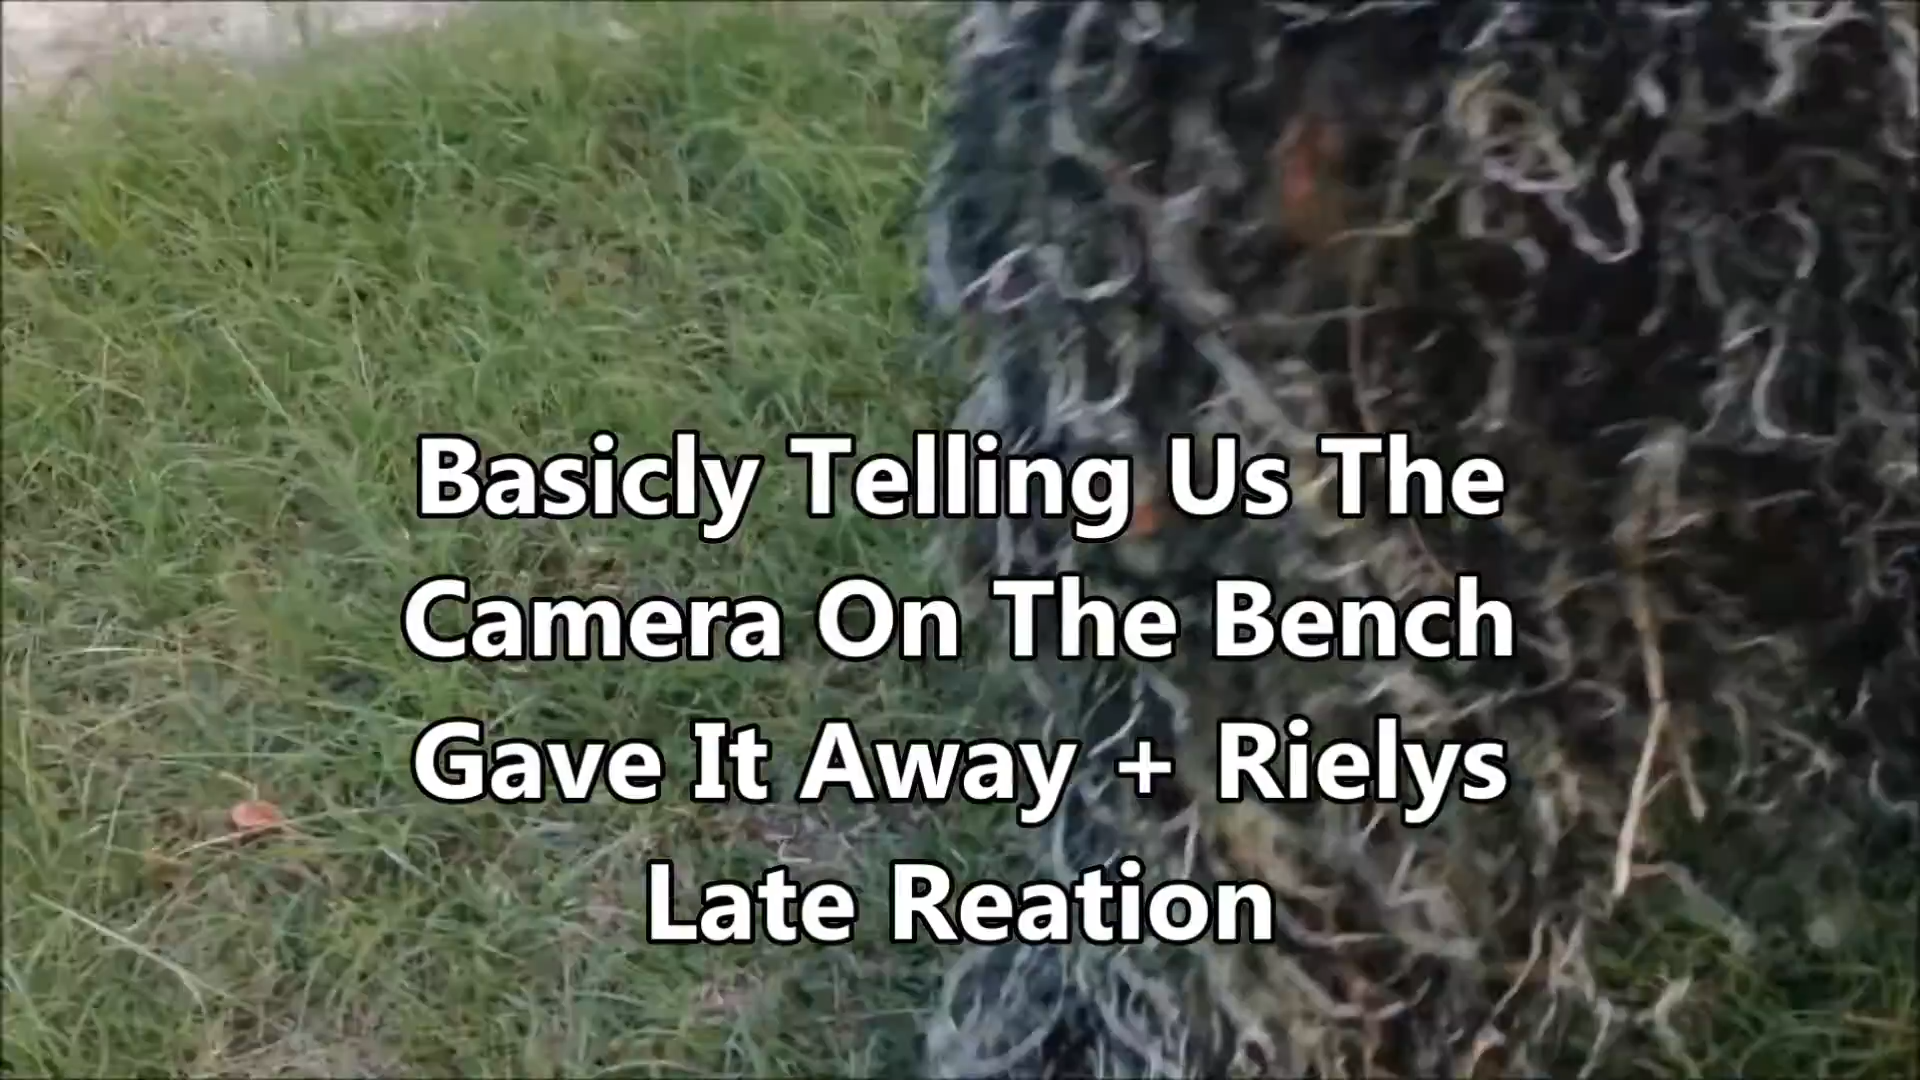 Basicly Telling Us The
Camera On The Bench
Gave It Away + Rielys
Late Reation